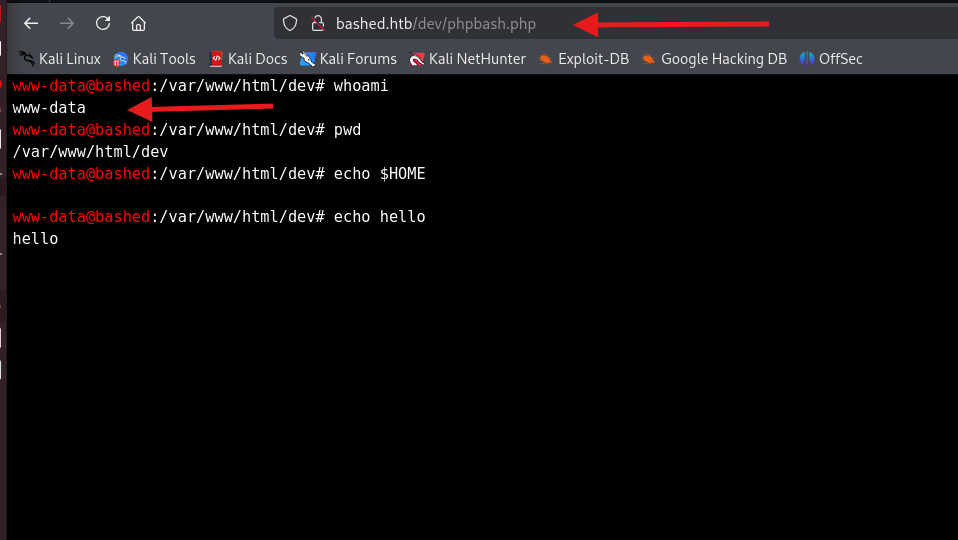 bashed.htb/dev/phpbash.php
Kali Linux Kali Tools Kali Docs Kali Forums Kali NetHunter Exploit-DB Google Hacking DB OffSec
www-data@bashed:/var/www/html/dev# whoami
www-data
www-data@bashed:/var/www/html/dev# pwd
/var/www/html/dev
www-data@bashed:/var/www/html/dev# echo $HOME
www-data@bashed:/var/www/html/dev# echo hello
hello